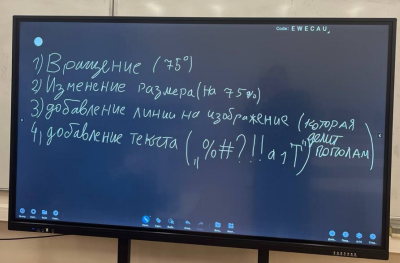 Code: EWECAU
1) Вращение (75°)
2) Изменение размера (на 75%)
3) добавление линии на изображение (которая делит пополам)
4) добавление текста („%#?!!a1T")